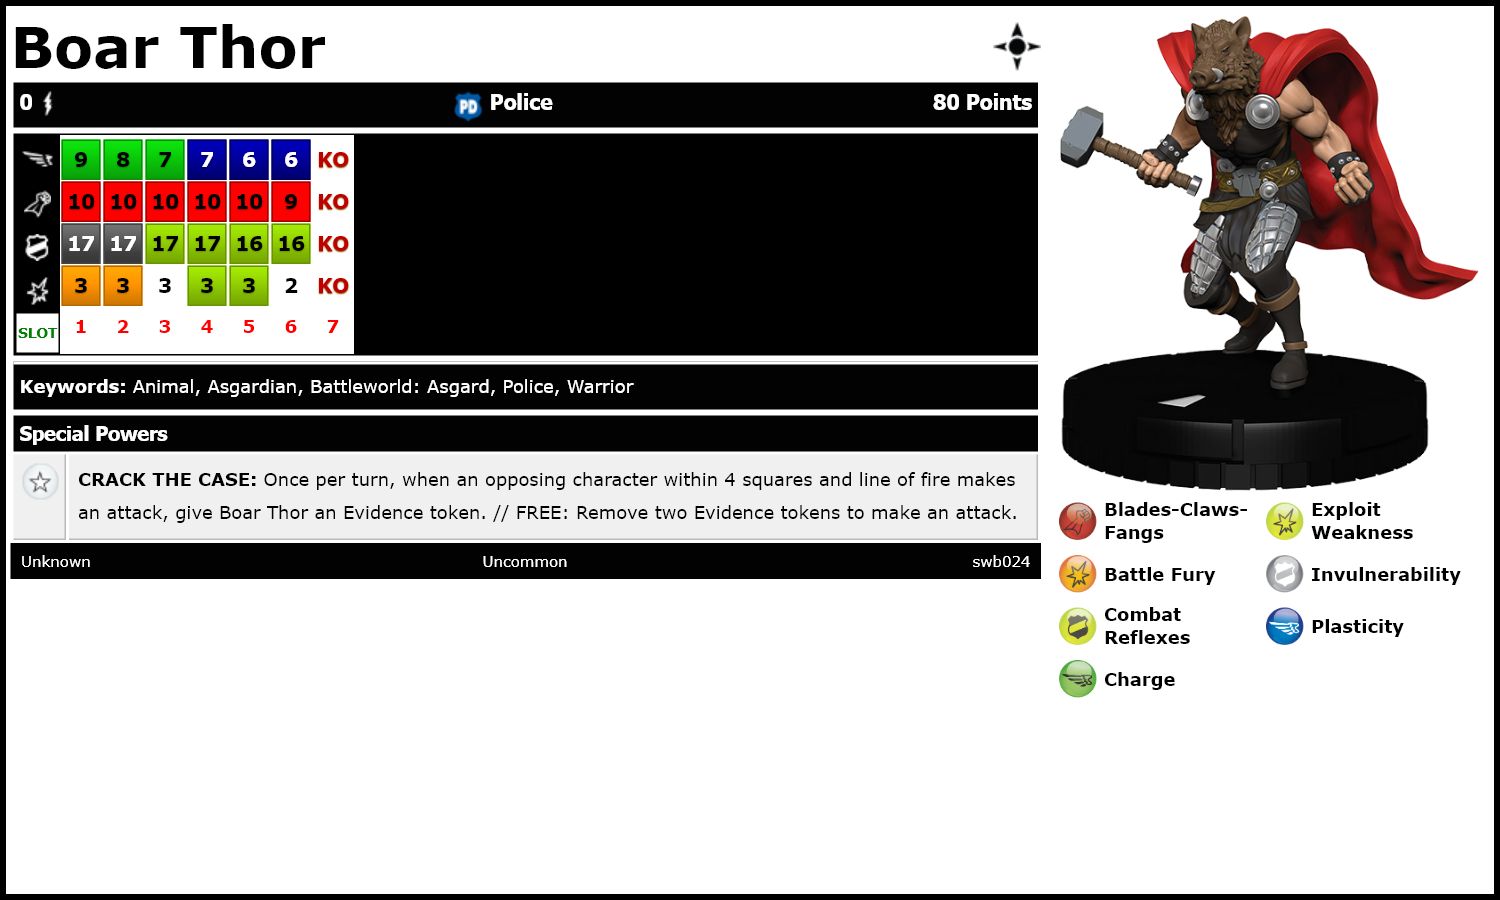 Boar Thor
0 PD Police 80 Points
9 8 7 7 6 6 KO
10 10 10 10 10 9 KO
17 17 17 17 16 16 KO
3 3 3 3 3 2 KO
SLOT 1 2 3 4 5 6 7
Keywords: Animal, Asgardian, Battleworld: Asgard, Police, Warrior
Special Powers
CRACK THE CASE: Once per turn, when an opposing character within 4 squares and line of fire makes
an attack, give Boar Thor an Evidence token. // FREE: Remove two Evidence tokens to make an attack.
Unknown Uncommon swb024
Blades-Claws-
Fangs
Exploit
Weakness
Battle Fury
Invulnerability
Combat
Reflexes
Plasticity
Charge